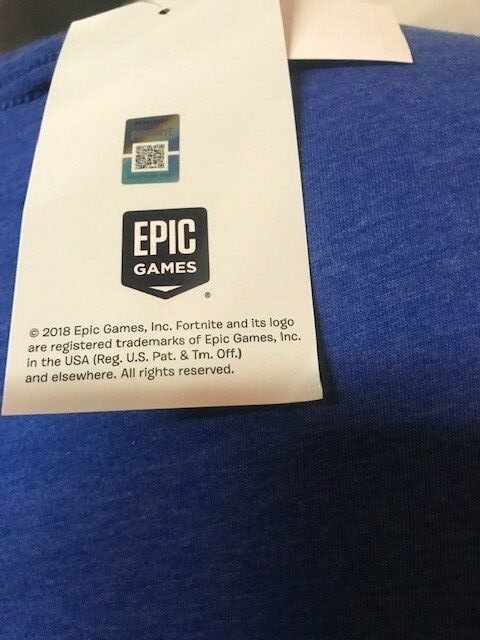 EPIC
GAMES
®
© 2018 Epic Games, Inc. Fortnite and its logo
are registered trademarks of Epic Games, Inc.
in the USA (Reg. U.S. Pat. & Tm. Off.)
and elsewhere. All rights reserved.